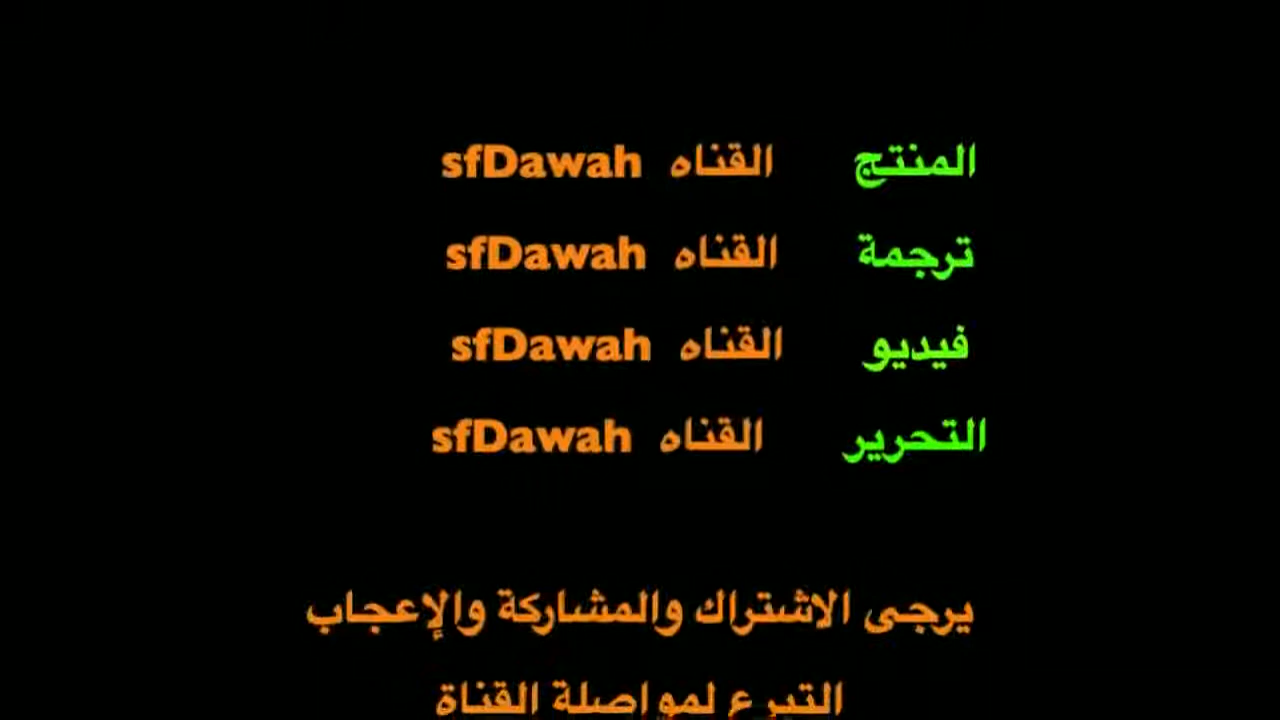 المنتج القناه sfDawah
ترجمة القناه sfDawah
فيديو القناه sfDawah
التحرير القناه sfDawah
يرجى الاشتراك والمشاركة والإعجاب
التبرع لمواصلة القناة